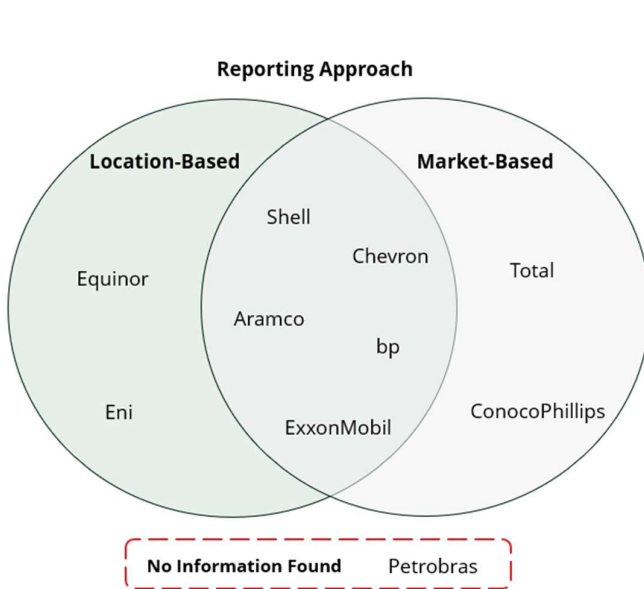 Reporting Approach
Location-Based
Market-Based
Shell
Chevron
Equinor
Total
Aramco
bp
Eni
ConocoPhillips
ExxonMobil
No Information Found Petrobras